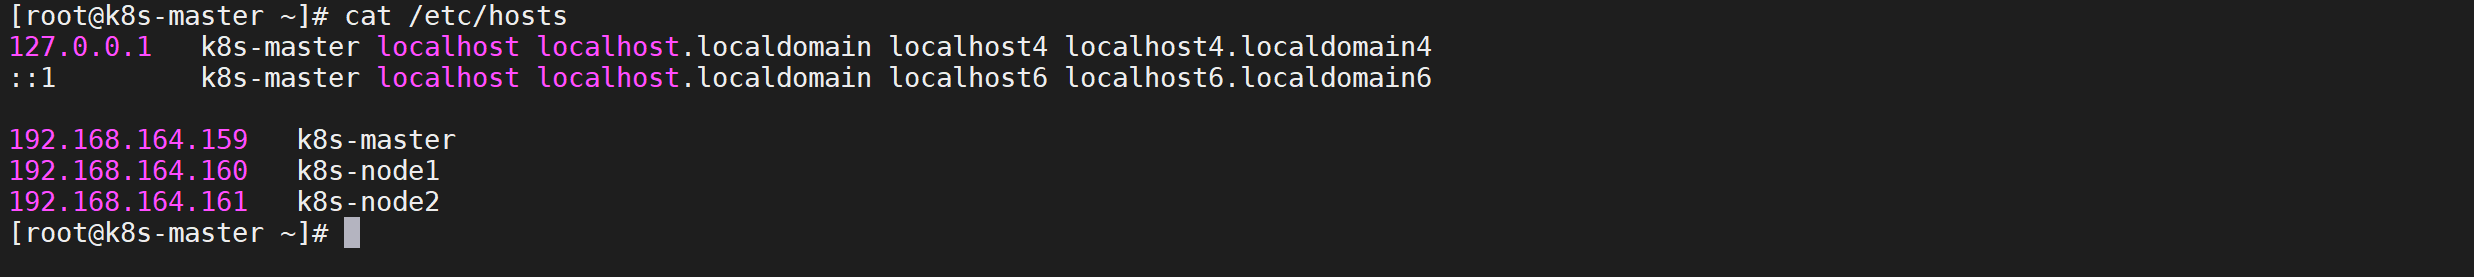 [root@k8s-master ~]# cat /etc/hosts
127.0.0.1   k8s-master localhost localhost.localdomain localhost4 localhost4.localdomain4
::1         k8s-master localhost localhost.localdomain localhost6 localhost6.localdomain6

192.168.164.159   k8s-master
192.168.164.160   k8s-node1
192.168.164.161   k8s-node2
[root@k8s-master ~]#